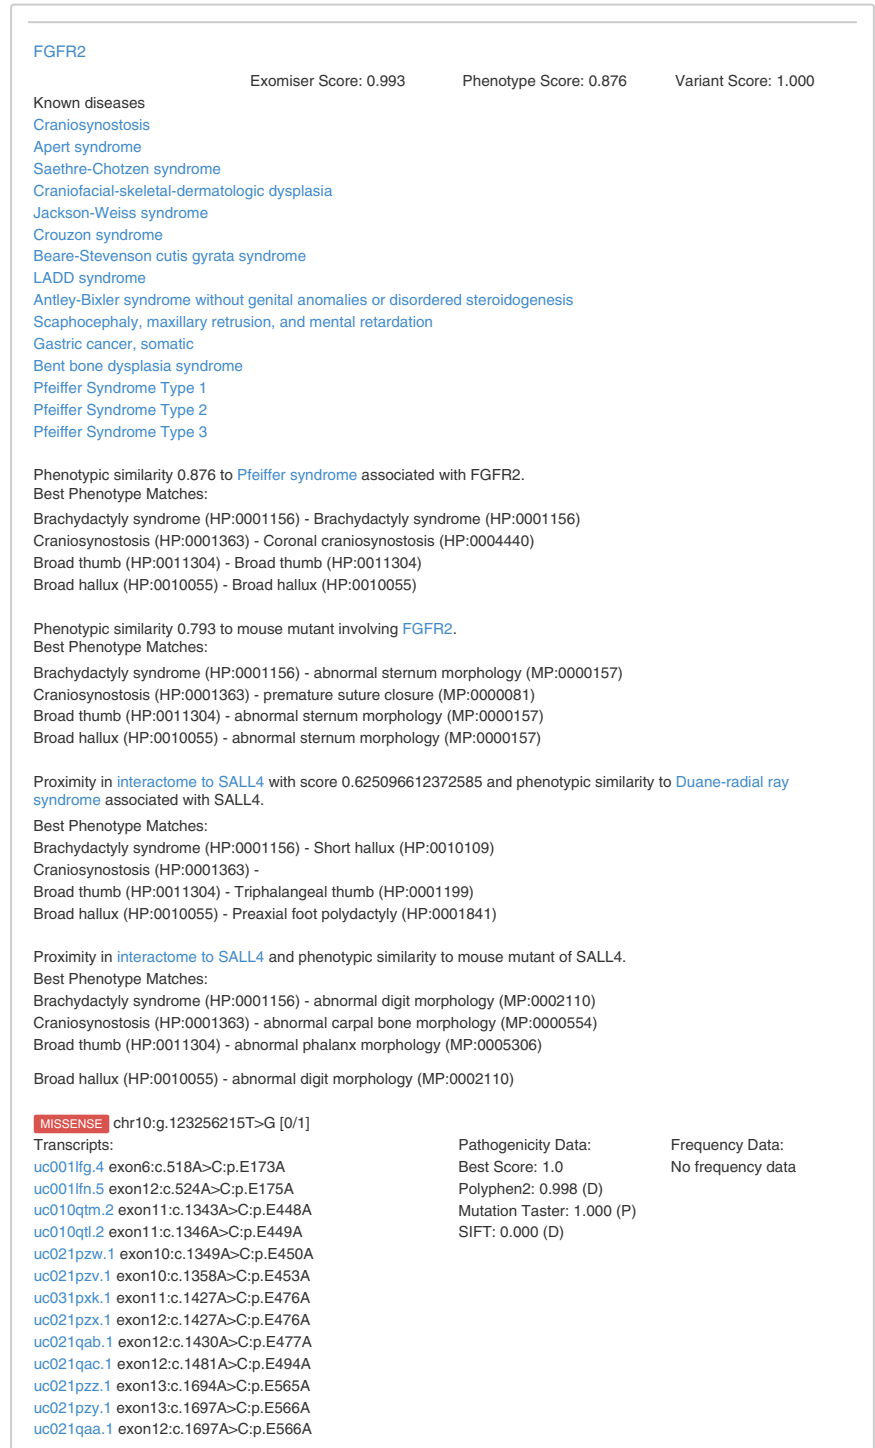 FGFR2
Exomiser Score: 0.993 Phenotype Score: 0.876 Variant Score: 1.000
Known diseases
Craniosynostosis
Apert syndrome
Saethre-Chotzen syndrome
Craniofacial-skeletal-dermatologic dysplasia
Jackson-Weiss syndrome
Crouzon syndrome
Beare-Stevenson cutis gyrata syndrome
LADD syndrome
Antley-Bixler syndrome without genital anomalies or disordered steroidogenesis
Scaphocephaly, maxillary retrusion, and mental retardation
Gastric cancer, somatic
Bent bone dysplasia syndrome
Pfeiffer Syndrome Type 1
Pfeiffer Syndrome Type 2
Pfeiffer Syndrome Type 3
Phenotypic similarity 0.876 to Pfeiffer syndrome associated with FGFR2.
Best Phenotype Matches:
Brachydactyly syndrome (HP:0001156) - Brachydactyly syndrome (HP:0001156)
Craniosynostosis (HP:0001363) - Coronal craniosynostosis (HP:0004440)
Broad thumb (HP:0011304) - Broad thumb (HP:0011304)
Broad hallux (HP:0010055) - Broad hallux (HP:0010055)
Phenotypic similarity 0.793 to mouse mutant involving FGFR2.
Best Phenotype Matches:
Brachydactyly syndrome (HP:0001156) - abnormal sternum morphology (MP:0000157)
Craniosynostosis (HP:0001363) - premature suture closure (MP:0000081)
Broad thumb (HP:0011304) - abnormal sternum morphology (MP:0000157)
Broad hallux (HP:0010055) - abnormal sternum morphology (MP:0000157)
Proximity in interactome to SALL4 with score 0.625096612372585 and phenotypic similarity to Duane-radial ray
syndrome associated with SALL4.
Best Phenotype Matches:
Brachydactyly syndrome (HP:0001156) - Short hallux (HP:0010109)
Craniosynostosis (HP:0001363) -
Broad thumb (HP:0011304) - Triphalangeal thumb (HP:0001199)
Broad hallux (HP:0010055) - Preaxial foot polydactyly (HP:0001841)
Proximity in interactome to SALL4 and phenotypic similarity to mouse mutant of SALL4.
Best Phenotype Matches:
Brachydactyly syndrome (HP:0001156) - abnormal digit morphology (MP:0002110)
Craniosynostosis (HP:0001363) - abnormal carpal bone morphology (MP:0000554)
Broad thumb (HP:0011304) - abnormal phalanx morphology (MP:0005306)
Broad hallux (HP:0010055) - abnormal digit morphology (MP:0002110)
MISSENSE chr10:g.123256215T>G [0/1]
Transcripts: Pathogenicity Data: Frequency Data:
uc001lfg.4 exon6:c.518A>C:p.E173A Best Score: 1.0 No frequency data
uc001lfn.5 exon12:c.524A>C:p.E175A Polyphen2: 0.998 (D)
uc010qtm.2 exon11:c.1343A>C:p.E448A Mutation Taster: 1.000 (P)
uc010qtl.2 exon11:c.1346A>C:p.E449A SIFT: 0.000 (D)
uc021pzw.1 exon10:c.1349A>C:p.E450A
uc021pzv.1 exon10:c.1358A>C:p.E453A
uc031pxk.1 exon11:c.1427A>C:p.E476A
uc021pzx.1 exon12:c.1427A>C:p.E476A
uc021qab.1 exon12:c.1430A>C:p.E477A
uc021qac.1 exon12:c.1481A>C:p.E494A
uc021pzz.1 exon13:c.1694A>C:p.E565A
uc021pzy.1 exon13:c.1697A>C:p.E566A
uc021qaa.1 exon12:c.1697A>C:p.E566A